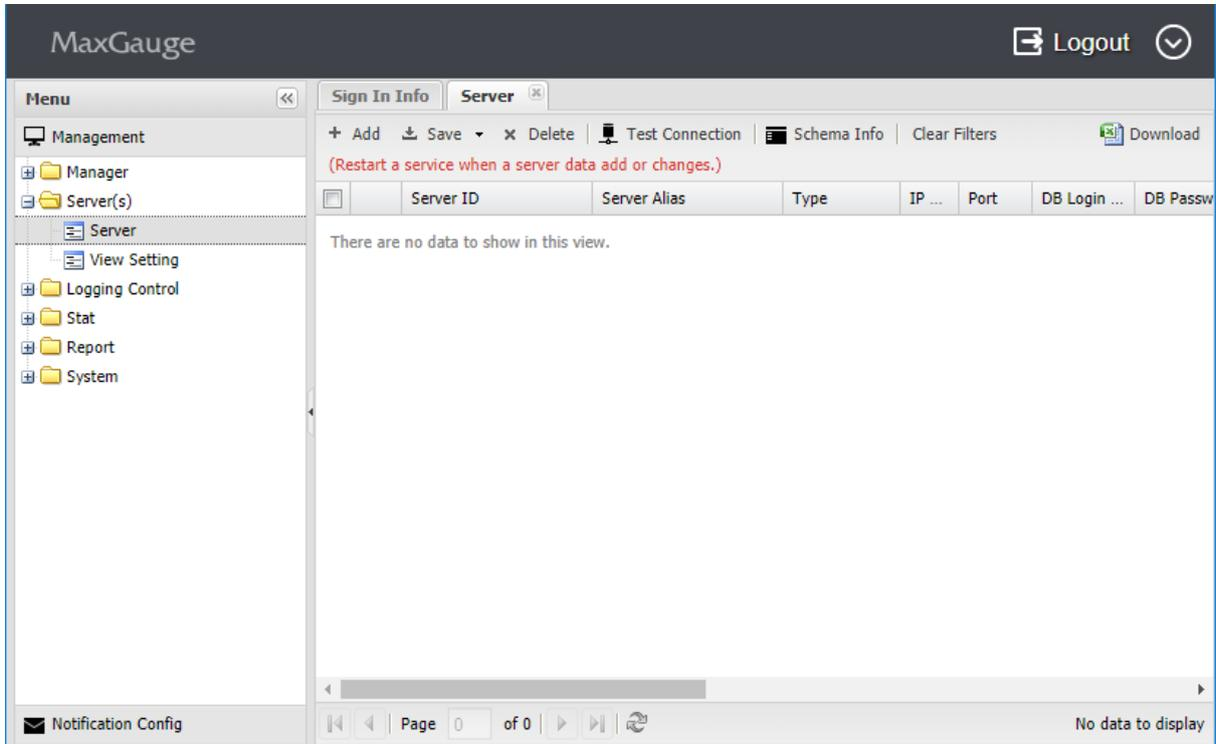 MaxGauge
Logout
Menu
Sign In Info
Server
Management
+ Add Save Delete Test Connection Schema Info Clear Filters Download
(Restart a service when a server data add or changes.)
Manager
Server(s)
Server
View Setting
Logging Control
Stat
Report
System
Server ID Server Alias Type IP ... Port DB Login ... DB Passw
There are no data to show in this view.
Notification Config
Page 0 of 0
No data to display